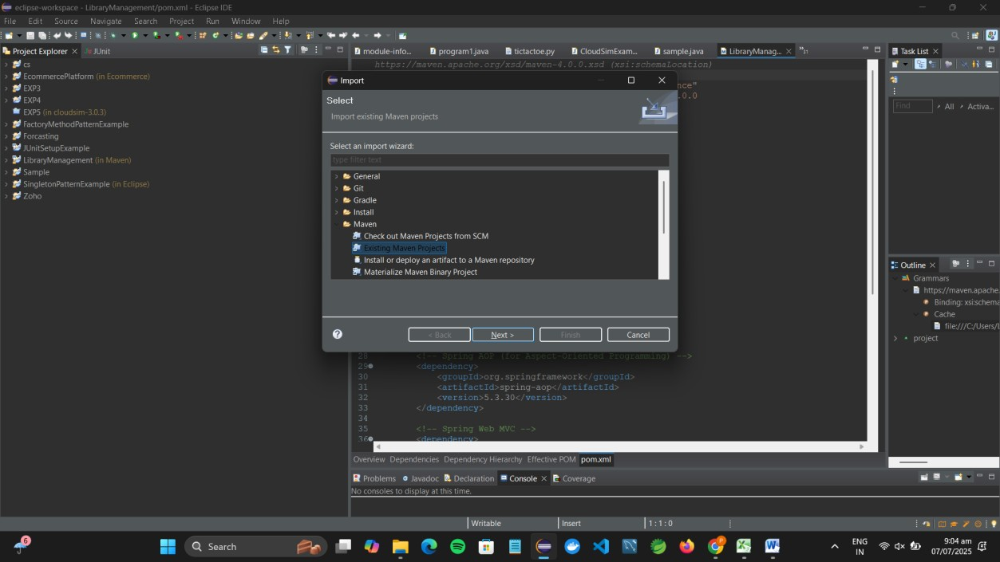 eclipse-workspace - LibraryManagement/pom.xml - Eclipse IDE
File Edit Source Navigate Search Project Run Window Help
Project Explorer
JUnit
cs
EcommercePlatform (in Ecommerce)
EXP3
EXP4
EXP5 (in cloudsim-3.0.3)
FactoryMethodPatternExample
Forcasting
JUnitSetupExample
LibraryManagement (in Maven)
Sample
SingletonPatternExample (in Eclipse)
Zoho
module-info... program1.java tictactoe.py CloudSimExam... sample.java LibraryManag...
https://maven.apache.org/xsd/maven-4.0.0.xsd (xsi:schemaLocation)
nce"
.0.0
Import
Select
Import existing Maven projects
Select an import wizard:
type filter text
General
Git
Gradle
Install
Maven
Check out Maven Projects from SCM
Existing Maven Projects
Install or deploy an artifact to a Maven repository
Materialize Maven Binary Project
< Back Next > Finish Cancel
28 <!-- Spring AOP (for Aspect-Oriented Programming) -->
29 <dependency>
30 <groupId>org.springframework</groupId>
31 <artifactId>spring-aop</artifactId>
32 <version>5.3.30</version>
33 </dependency>
34
35 <!-- Spring Web MVC -->
36 <dependency>
Overview Dependencies Dependency Hierarchy Effective POM pom.xml
Problems Javadoc Declaration Console Coverage
No consoles to display at this time.
Task List
Find All Activa...
Outline
Grammars
https://maven.apache.
Binding: xsi:schema
Cache
file:///C:/Users/
project
Writable Insert 1:1:0
6
Search
ENG
IN
9:04 am
07/07/2025